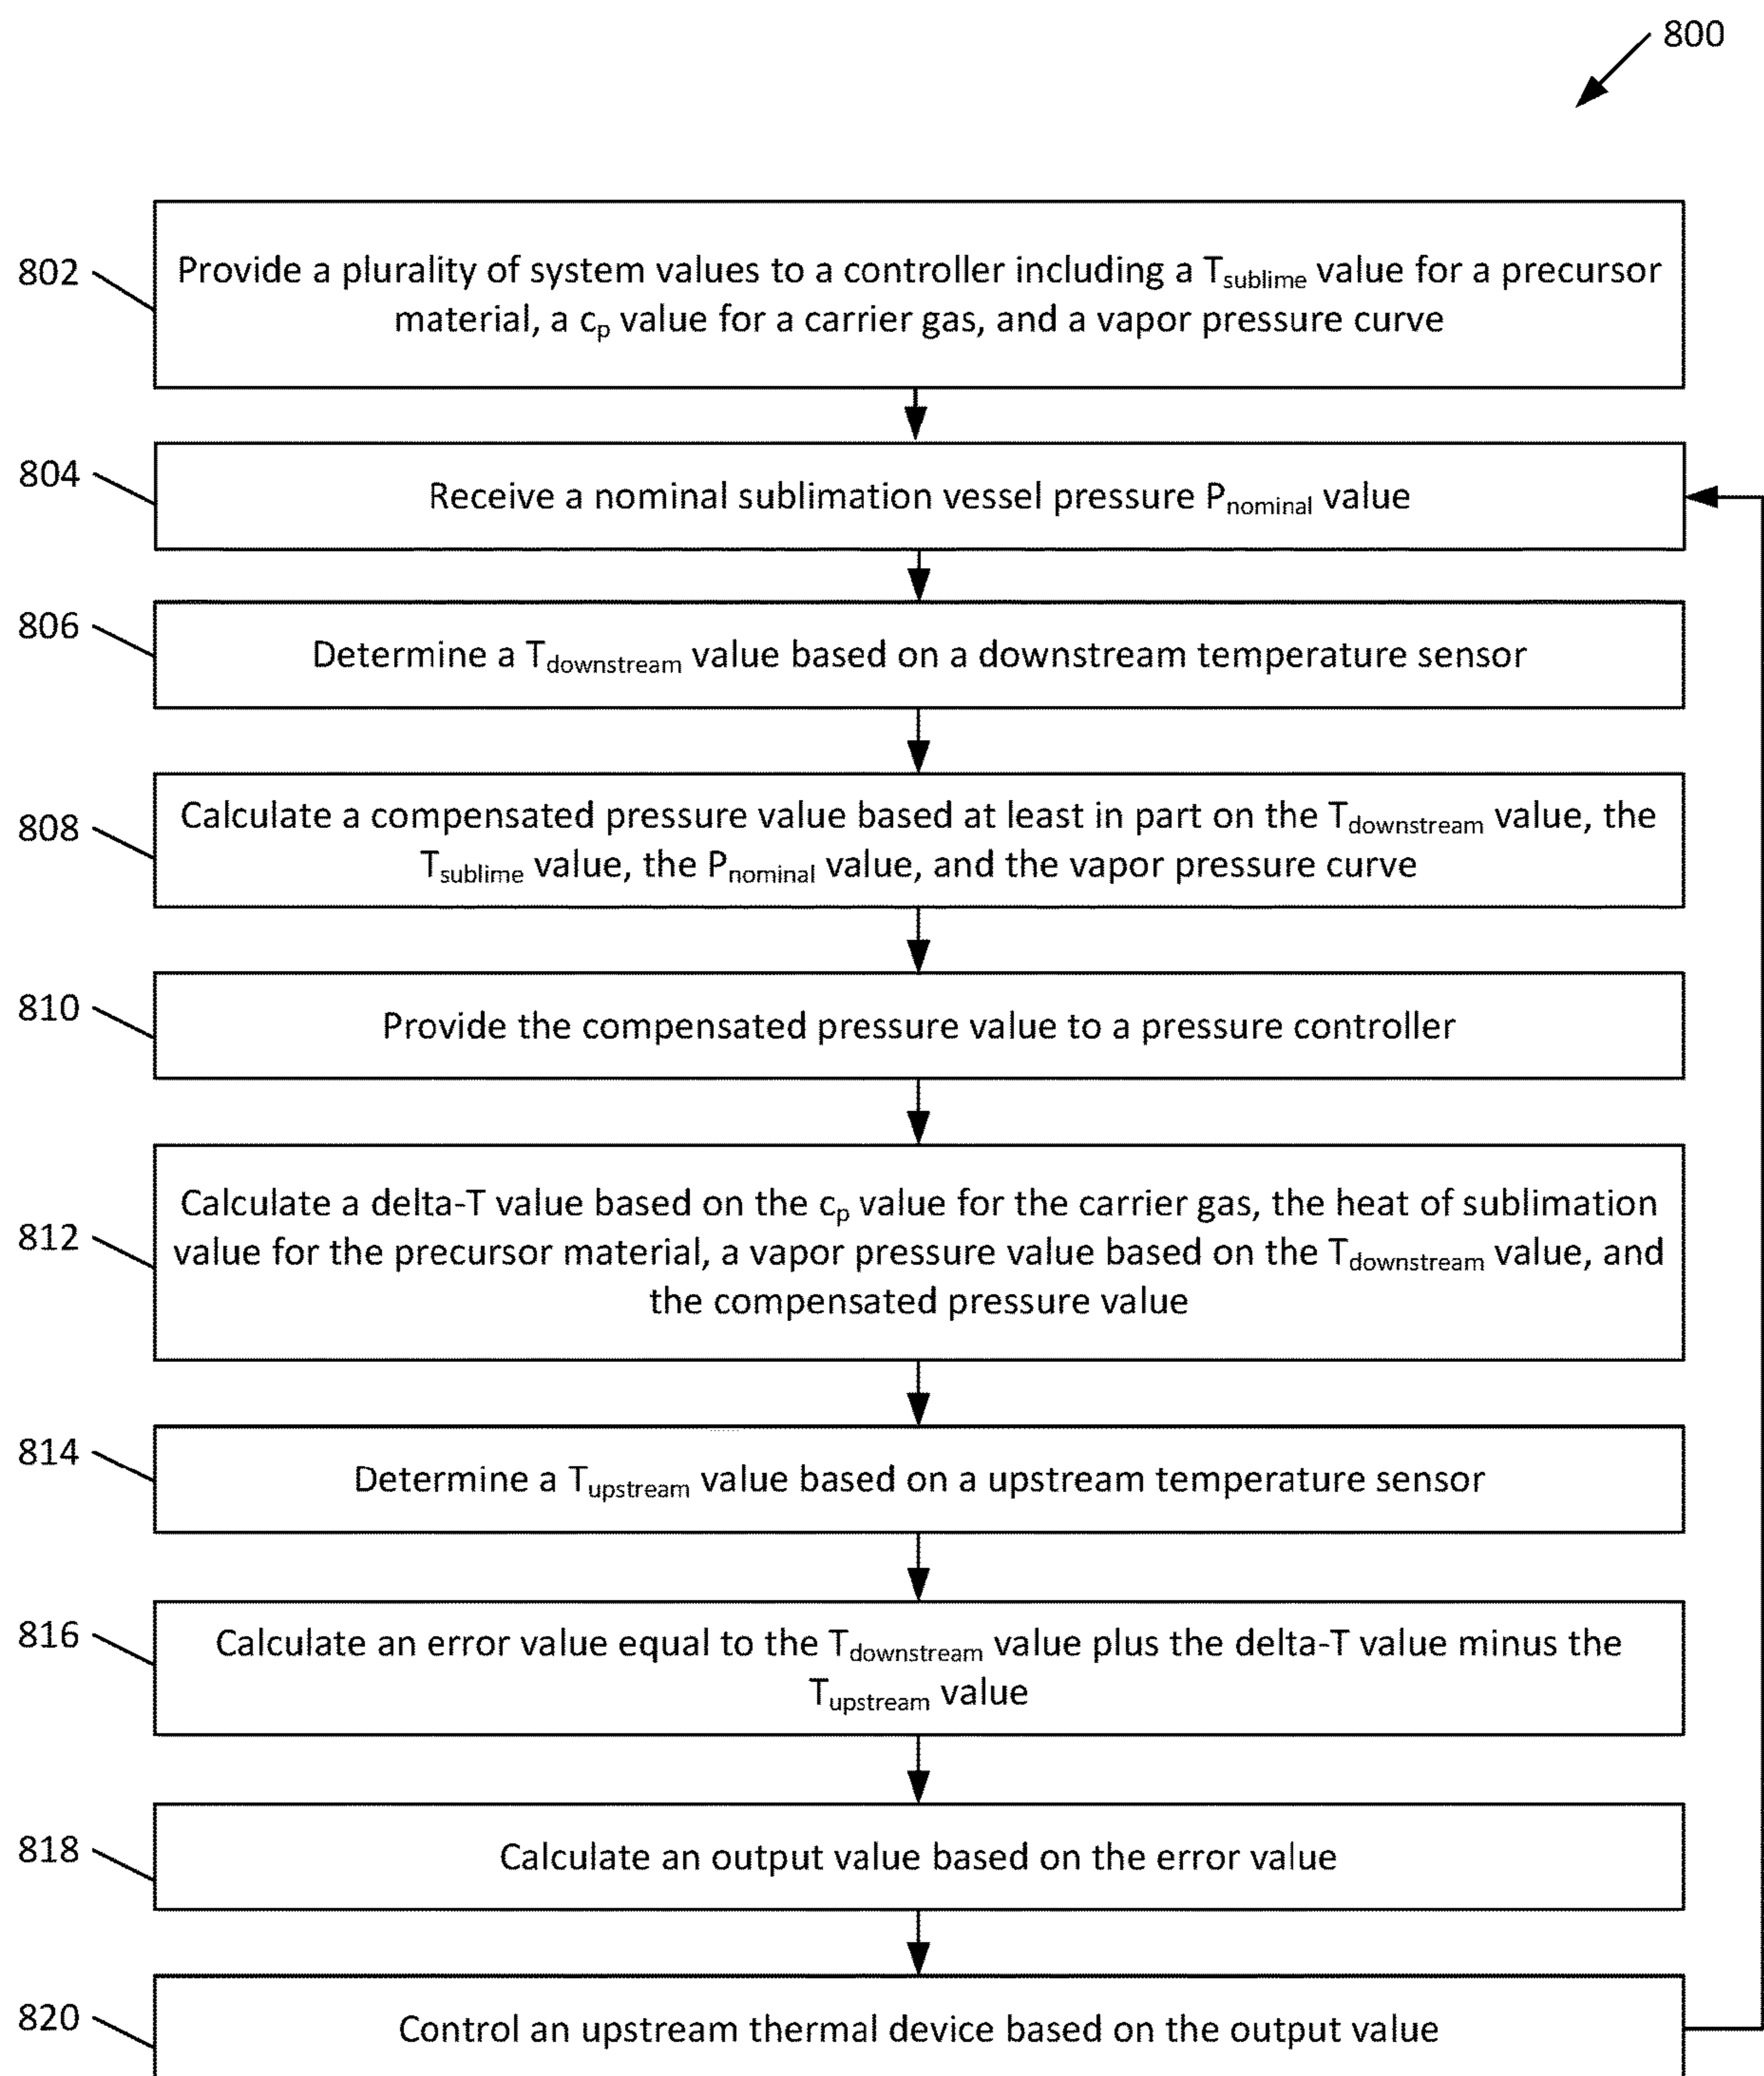 800
802
Provide a plurality of system values to a controller including a Tsublime value for a precursor
material, a cp value for a carrier gas, and a vapor pressure curve
804
Receive a nominal sublimation vessel pressure Pnominal value
806
Determine a Tdownstream value based on a downstream temperature sensor
808
Calculate a compensated pressure value based at least in part on the Tdownstream value, the
Tsublime value, the Pnominal value, and the vapor pressure curve
810
Provide the compensated pressure value to a pressure controller
812
Calculate a delta-T value based on the cp value for the carrier gas, the heat of sublimation
value for the precursor material, a vapor pressure value based on the Tdownstream value, and
the compensated pressure value
814
Determine a Tupstream value based on a upstream temperature sensor
816
Calculate an error value equal to the Tdownstream value plus the delta-T value minus the
Tupstream value
818
Calculate an output value based on the error value
820
Control an upstream thermal device based on the output value